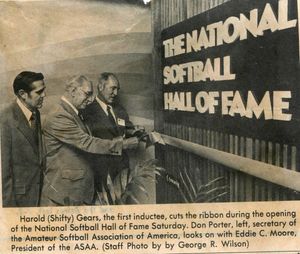 THE NATIONAL
SOFTBALL
HALL OF FAME
Harold (Shifty) Gears, the first inductee, cuts the ribbon during the opening
of the National Softball Hall of Fame Saturday. Don Porter, left, secretary of
the Amateur Softball Association of America, looks on with Eddie C. Moore,
President of the ASAA. (Staff Photo by by George R. Wilson)